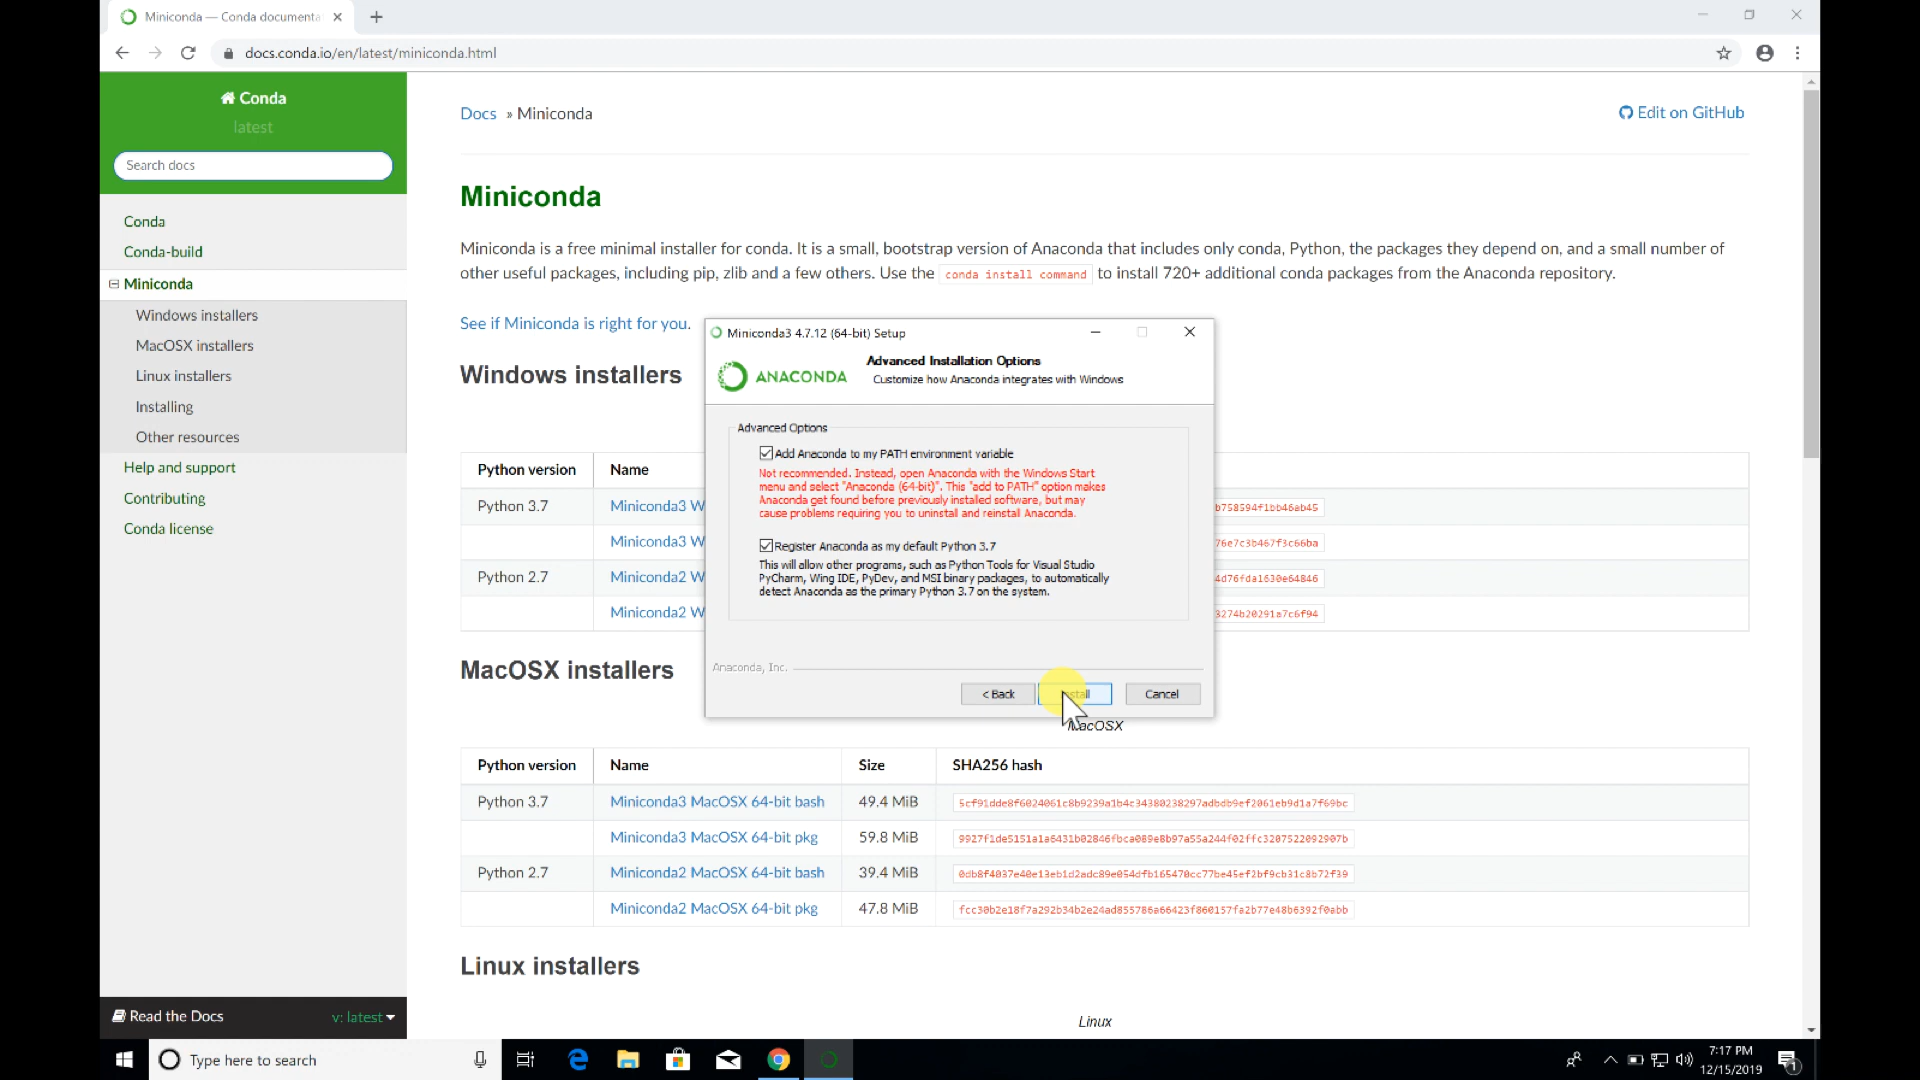 Miniconda — Conda documenta
docs.conda.io/en/latest/miniconda.html
Conda
latest
Search docs
Conda
Conda-build
Miniconda
Windows installers
MacOSX installers
Linux installers
Installing
Other resources
Help and support
Contributing
Conda license
Read the Docs
v: latest
Docs » Miniconda
Edit on GitHub
Miniconda
Miniconda is a free minimal installer for conda. It is a small, bootstrap version of Anaconda that includes only conda, Python, the packages they depend on, and a small number of
other useful packages, including pip, zlib and a few others. Use the conda install command to install 720+ additional conda packages from the Anaconda repository.
See if Miniconda is right for you.
Windows installers
Python version Name
Python 3.7 Miniconda3 W b758594f1bb46ab45
Miniconda3 W 76e7c3b467f3c66ba
Python 2.7 Miniconda2 W 4d76fda1630e64846
Miniconda2 W 3274b20291a7c6f94
Miniconda3 4.7.12 (64-bit) Setup
ANACONDA
Advanced Installation Options
Customize how Anaconda integrates with Windows
Advanced Options
Add Anaconda to my PATH environment variable
Not recommended. Instead, open Anaconda with the Windows Start
menu and select "Anaconda (64-bit)". This "add to PATH" option makes
Anaconda get found before previously installed software, but may
cause problems requiring you to uninstall and reinstall Anaconda.
Register Anaconda as my default Python 3.7
This will allow other programs, such as Python Tools for Visual Studio
PyCharm, Wing IDE, PyDev, and MSI binary packages, to automatically
detect Anaconda as the primary Python 3.7 on the system.
Anaconda, Inc.
< Back
Cancel
MacOSX installers
MacOSX
Python version Name Size SHA256 hash
Python 3.7 Miniconda3 MacOSX 64-bit bash 49.4 MiB 5cf91dde8f6024061c8b9239a1b4c34380238297adbdb9ef2061eb9d1a7f69bc
Miniconda3 MacOSX 64-bit pkg 59.8 MiB 9927f1de5151a1a6431b02846fbca089e8b97a55a244f02ffc3207522092907b
Python 2.7 Miniconda2 MacOSX 64-bit bash 39.4 MiB 0db8f4037e40e13eb1d2adc89e054dfb165470cc77be45ef2bf9cb31c8b72f39
Miniconda2 MacOSX 64-bit pkg 47.8 MiB fcc30b2e18f7a292b34b2e24ad855786a66423f860157fa2b77e48b6392f0abb
Linux installers
Linux
Type here to search
7:17 PM
12/15/2019
1